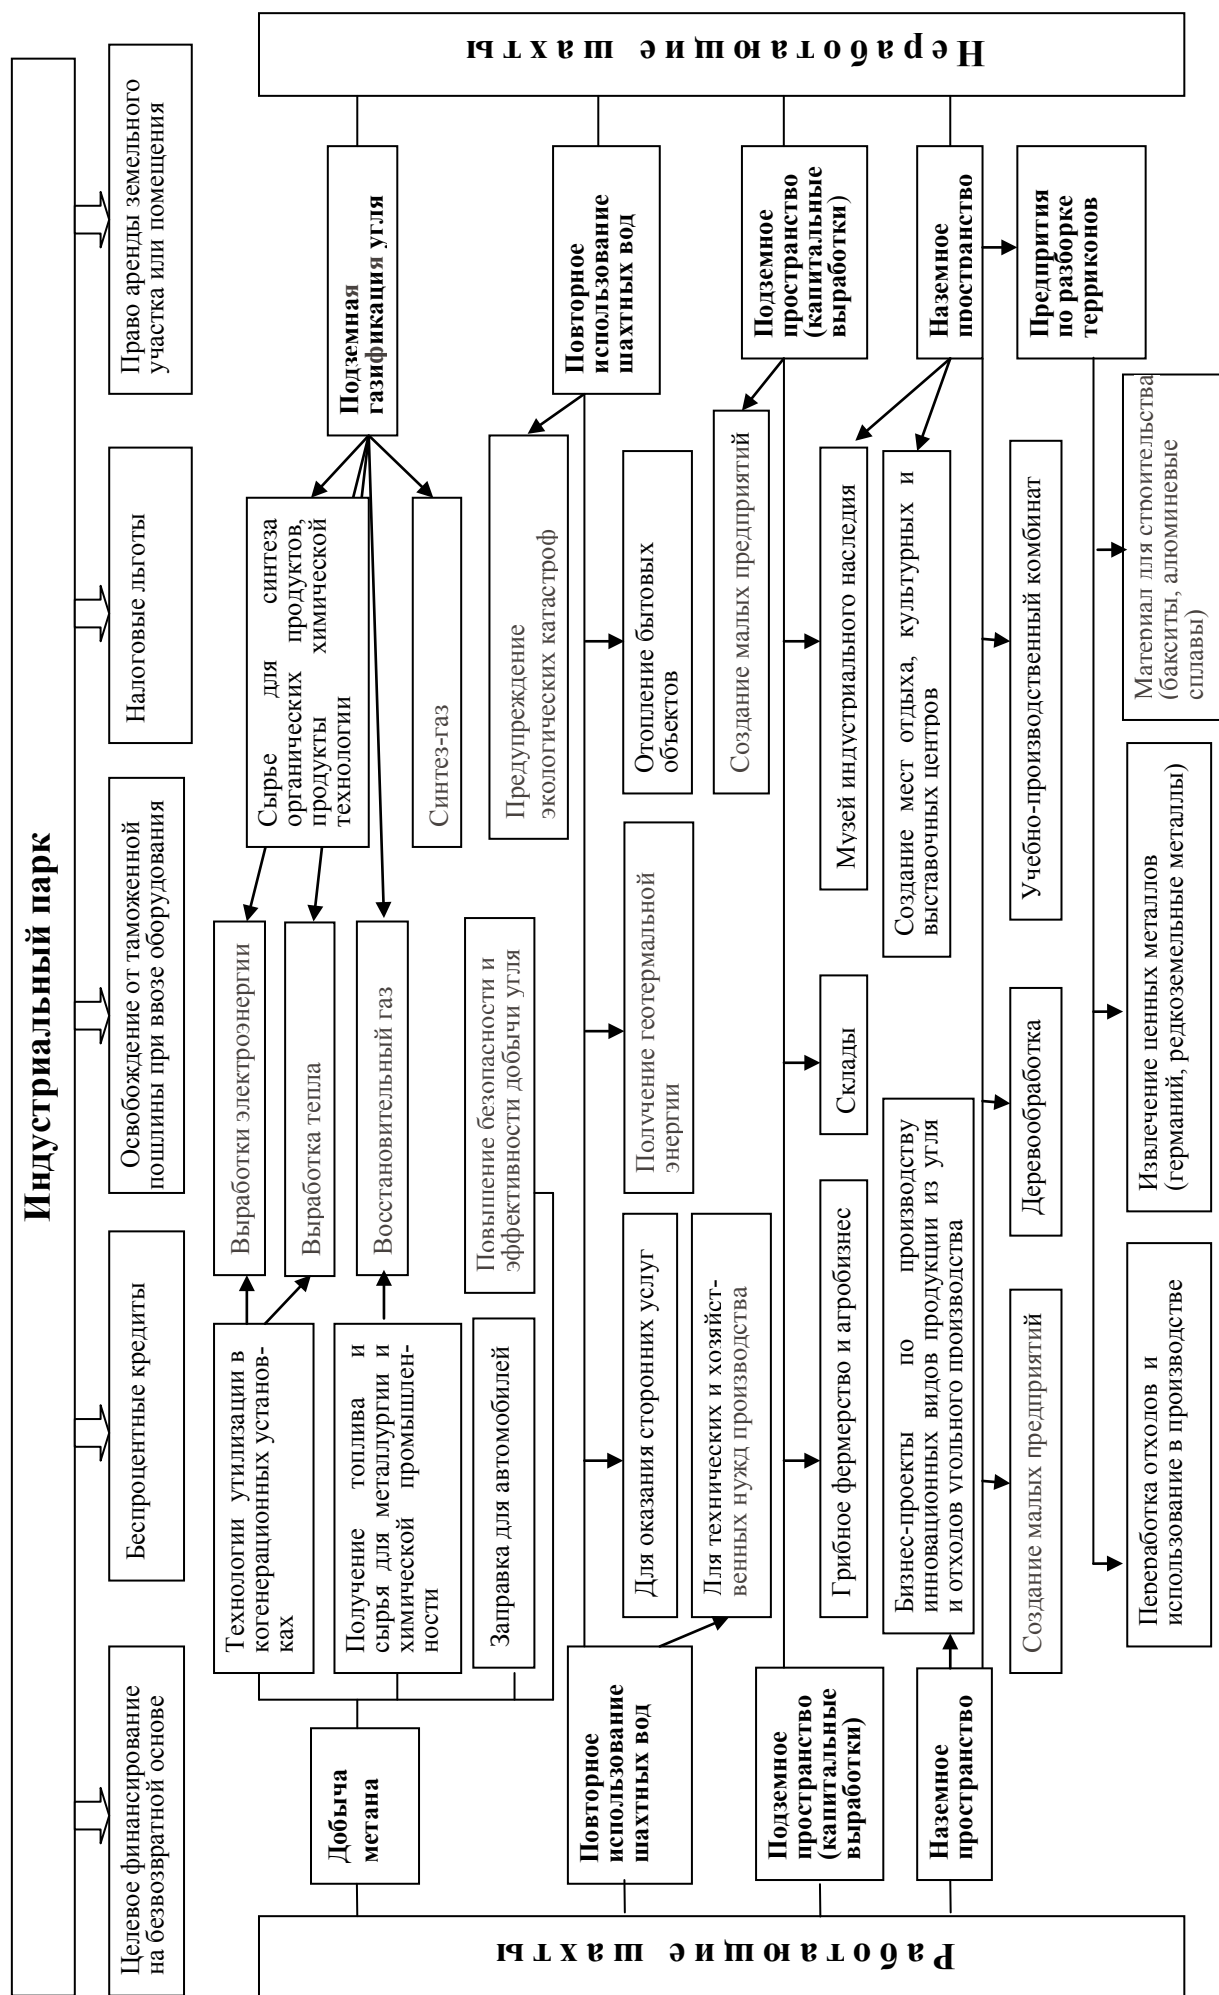 Индустриальный парк
Целевое финансирование
на безвозвратной основе
Беспроцентные кредиты
Освобождение от таможенной
пошлины при ввозе оборудования
Налоговые льготы
Право аренды земельного
участка или помещения
Работающие шахты
Добыча
метана
Технологии утилизации в
когенерационных установ-
ках
Выработки электроэнергии
Выработка тепла
Сырье для синтеза
органических продуктов,
продукты химической
технологии
Подземная
газификация угля
Неработающие шахты
Получение топлива и
сырья для металлургии и
химической промышлен-
ности
Восстановительный газ
Синтез-газ
Заправка для автомобилей
Повышение безопасности и
эффективности добычи угля
Предупреждение
экологических катастроф
Повторное
использование
шахтных вод
Повторное
использование
шахтных вод
Для оказания сторонних услуг
Получение геотермальной
энергии
Отопление бытовых
объектов
Для технических и хозяйст-
венных нужд производства
Создание малых предприятий
Подземное
пространство
(капитальные
выработки)
Подземное
пространство
(капитальные
выработки)
Грибное фермерство и агробизнес
Склады
Музей индустриального наследия
Наземное
пространство
Бизнес-проекты по производству
инновационных видов продукции из угля
и отходов угольного производства
Создание мест отдыха, культурных и
выставочных центров
Наземное
пространство
Создание малых предприятий
Деревообработка
Учебно-производственный комбинат
Предпрития
по разборке
терриконов
Переработка отходов и
использование в производстве
Извлечение ценных металлов
(германий, редкоземельные металлы)
Материал для строительства
(бакситы, алюминевые
сплавы)